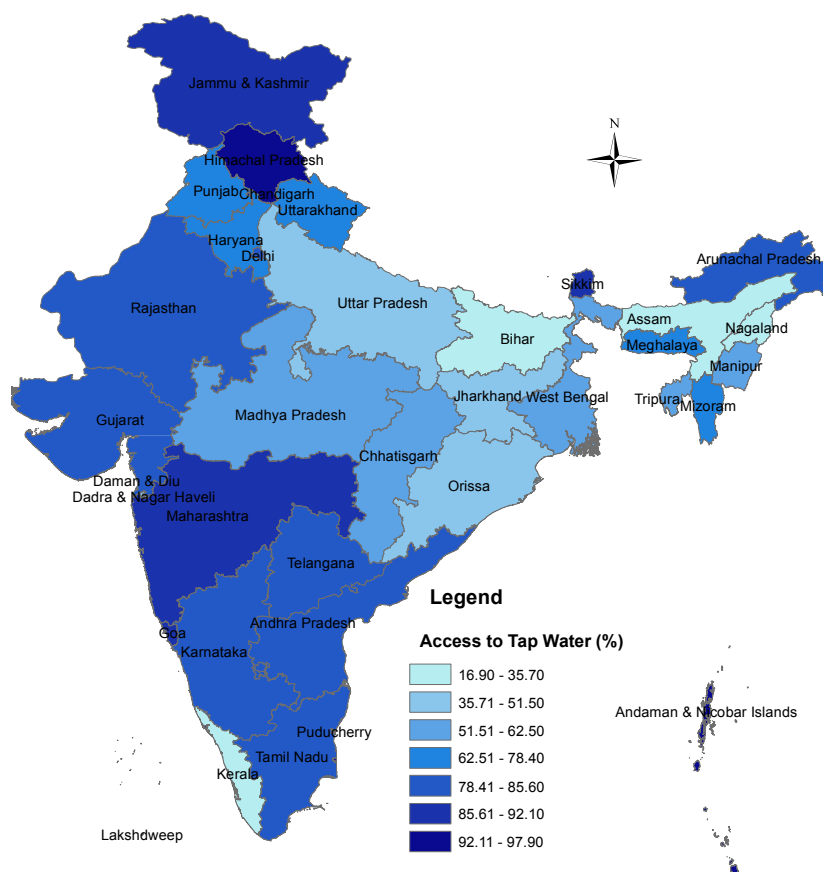 N
Jammu & Kashmir
Himachal Pradesh
Punjab
Chandigarh
Uttarakhand
Haryana
Delhi
Arunachal Pradesh
Sikkim
Rajasthan
Uttar Pradesh
Assam
Nagaland
Bihar
Meghalaya
Manipur
Jharkhand
West Bengal
Tripura
Mizoram
Gujarat
Madhya Pradesh
Chhatisgarh
Daman & Diu
Orissa
Dadra & Nagar Haveli
Maharashtra
Telangana
Goa
Andhra Pradesh
Karnataka
Puducherry
Tamil Nadu
Kerala
Lakshdweep
Andaman & Nicobar Islands
Legend
Access to Tap Water (%)
16.90 - 35.70
35.71 - 51.50
51.51 - 62.50
62.51 - 78.40
78.41 - 85.60
85.61 - 92.10
92.11 - 97.90